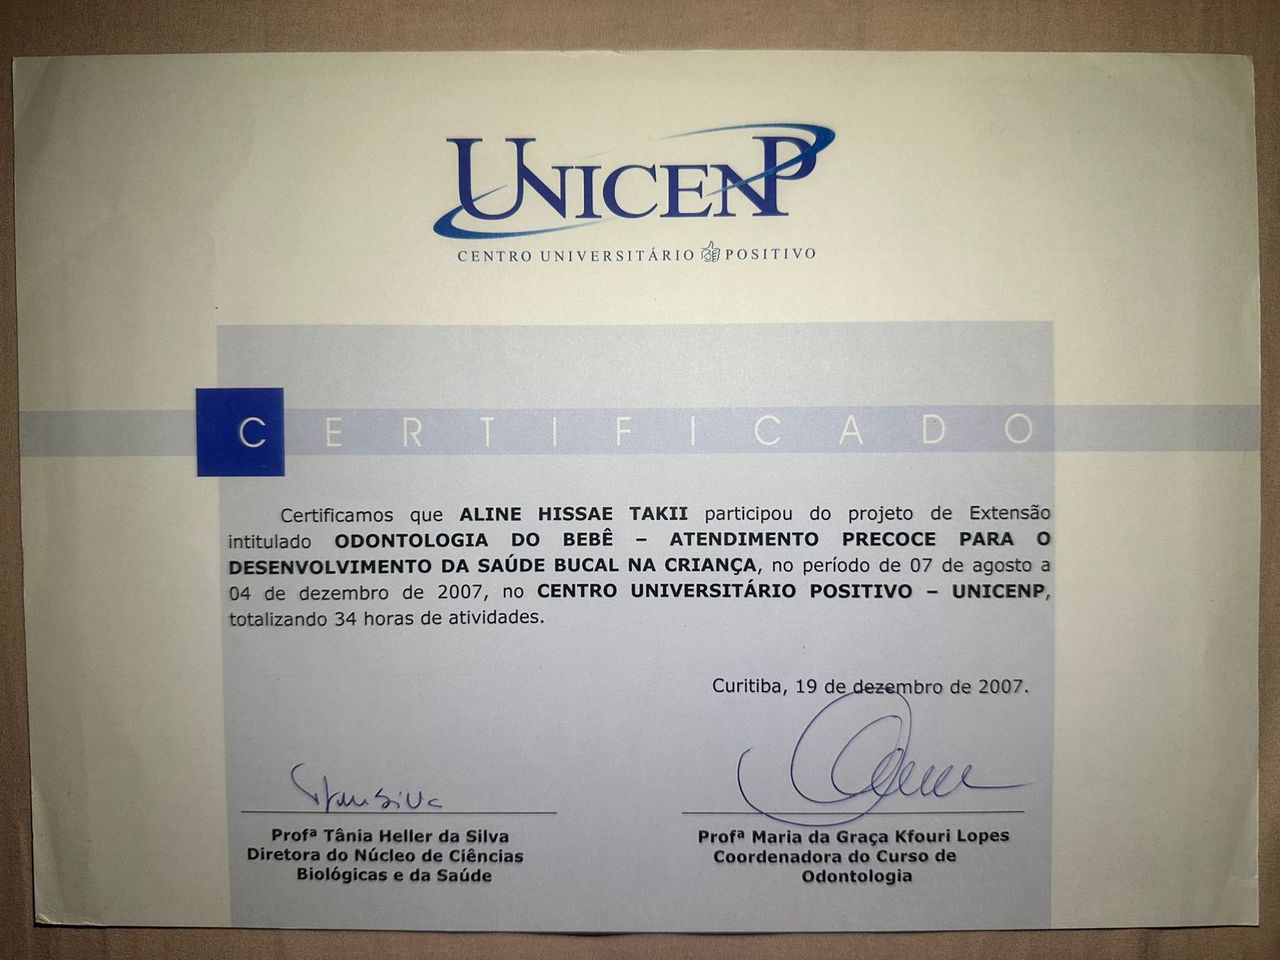 UNICENP
CENTRO UNIVERSITÁRIO POSITIVO
CERTIFICADO
Certificamos que ALINE HISSAE TAKII participou do projeto de Extensão
intitulado ODONTOLOGIA DO BEBÊ – ATENDIMENTO PRECOCE PARA O
DESENVOLVIMENTO DA SAÚDE BUCAL NA CRIANÇA, no período de 07 de agosto a
04 de dezembro de 2007, no CENTRO UNIVERSITÁRIO POSITIVO – UNICENP,
totalizando 34 horas de atividades.
Curitiba, 19 de dezembro de 2007.
Profª Tânia Heller da Silva
Diretora do Núcleo de Ciências
Biológicas e da Saúde
Profª Maria da Graça Kfouri Lopes
Coordenadora do Curso de
Odontologia